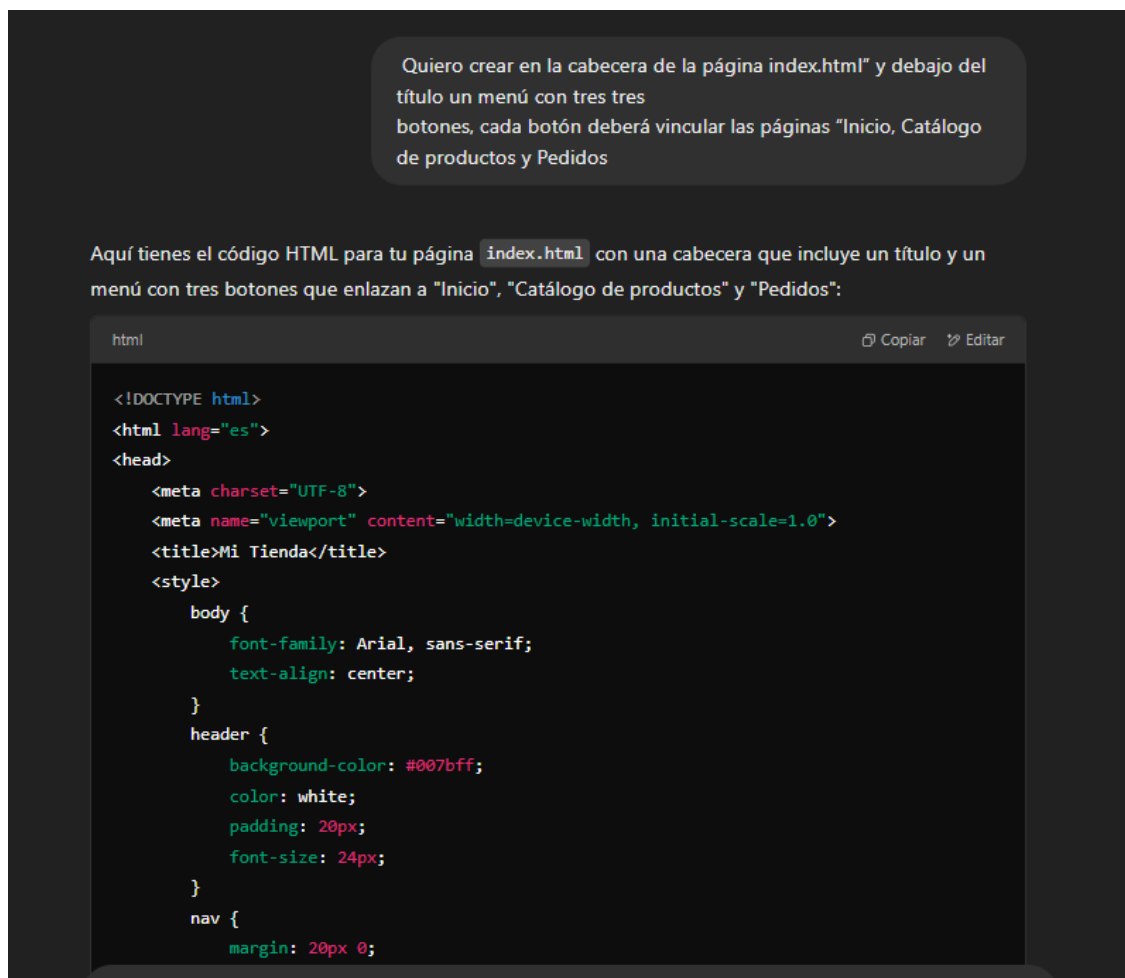 Quiero crear en la cabecera de la página index.html” y debajo del
título un menú con tres tres
botones, cada botón deberá vincular las páginas “Inicio, Catálogo
de productos y Pedidos
Aquí tienes el código HTML para tu página index.html con una cabecera que incluye un título y un
menú con tres botones que enlazan a "Inicio", "Catálogo de productos" y "Pedidos":
html Copiar Editar
<!DOCTYPE html>
<html lang="es">
<head>
    <meta charset="UTF-8">
    <meta name="viewport" content="width=device-width, initial-scale=1.0">
    <title>Mi Tienda</title>
    <style>
        body {
            font-family: Arial, sans-serif;
            text-align: center;
        }
        header {
            background-color: #007bff;
            color: white;
            padding: 20px;
            font-size: 24px;
        }
        nav {
            margin: 20px 0;